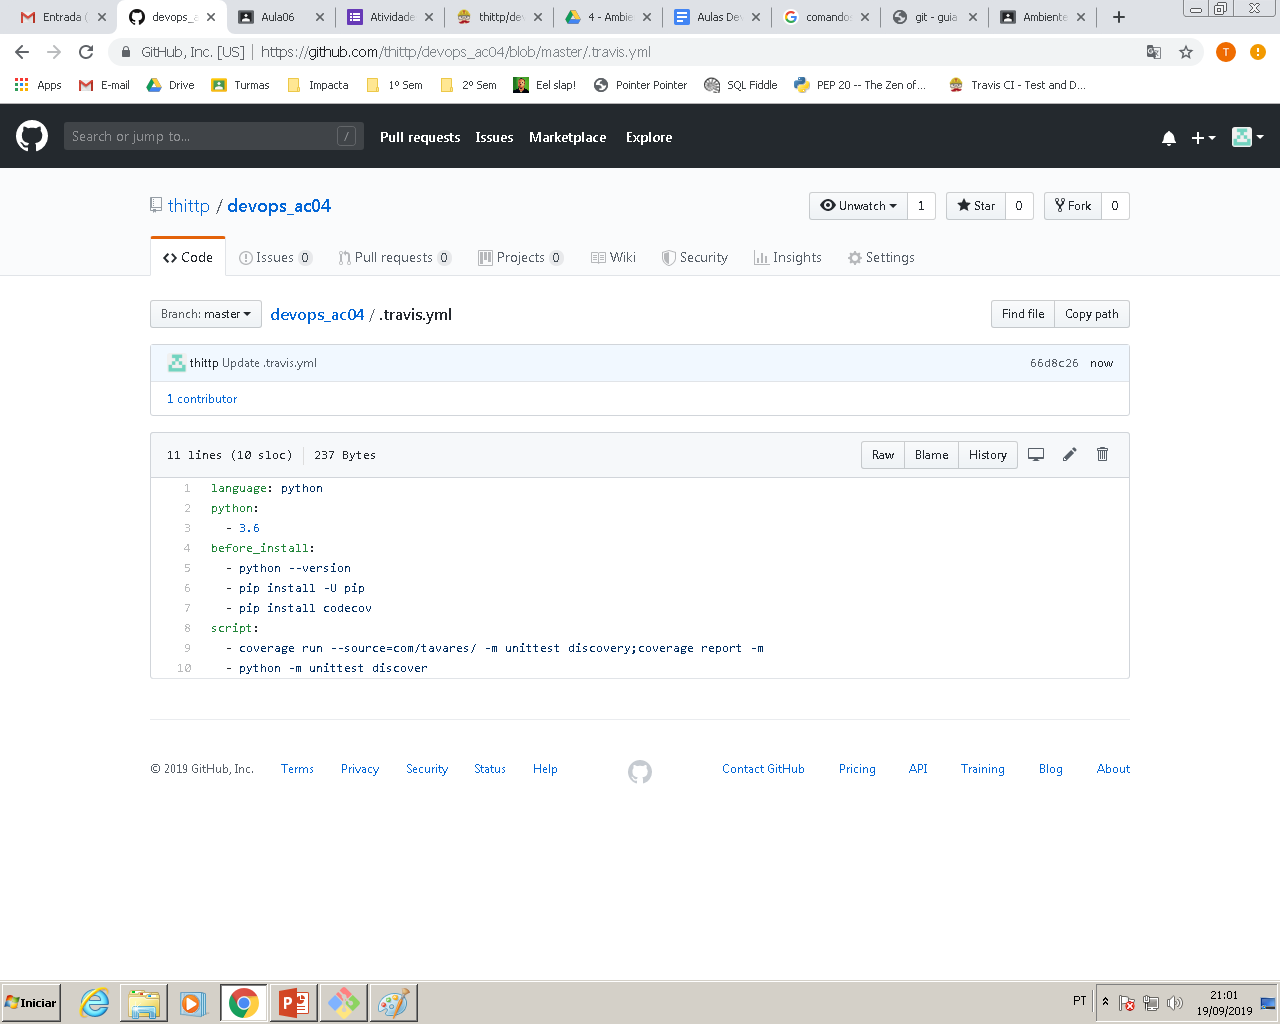 Entrada (
devops_a
Aula06
Atividade
thittp/de
4 - Ambie
Aulas De
comando
git - guia
Ambiente
GitHub, Inc. [US] | https://github.com/thittp/devops_ac04/blob/master/.travis.yml
T
Apps
E-mail
Drive
Turmas
Impacta
1º Sem
2º Sem
Eel slap!
Pointer Pointer
SQL Fiddle
PEP 20 -- The Zen of...
Travis CI - Test and D...
Search or jump to...
/
Pull requests
Issues
Marketplace
Explore
thittp / devops_ac04
Unwatch
1
Star
0
Fork
0
Code
Issues 0
Pull requests 0
Projects 0
Wiki
Security
Insights
Settings
Branch: master
devops_ac04 / .travis.yml
Find file
Copy path
thittp Update .travis.yml
66d8c26 now
1 contributor
11 lines (10 sloc)
237 Bytes
Raw
Blame
History
1 language: python
2 python:
3 - 3.6
4 before_install:
5 - python --version
6 - pip install -U pip
7 - pip install codecov
8 script:
9 - coverage run --source=com/tavares/ -m unittest discovery;coverage report -m
10 - python -m unittest discover
© 2019 GitHub, Inc.
Terms
Privacy
Security
Status
Help
Contact GitHub
Pricing
API
Training
Blog
About
Iniciar
PT
21:01
19/09/2019